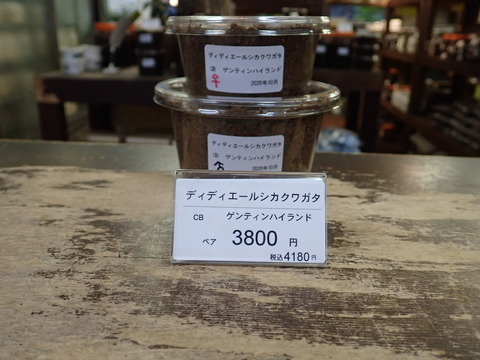 ディディエールシカクワガタ
CB ゲンティンハイランド
♀ 2020年10月
ディディエールシカクワガタ
CB ゲンティンハイランド
♂ 2020年10月
ディディエールシカクワガタ
CB ゲンティンハイランド
ペア 3800 円
税込4180円